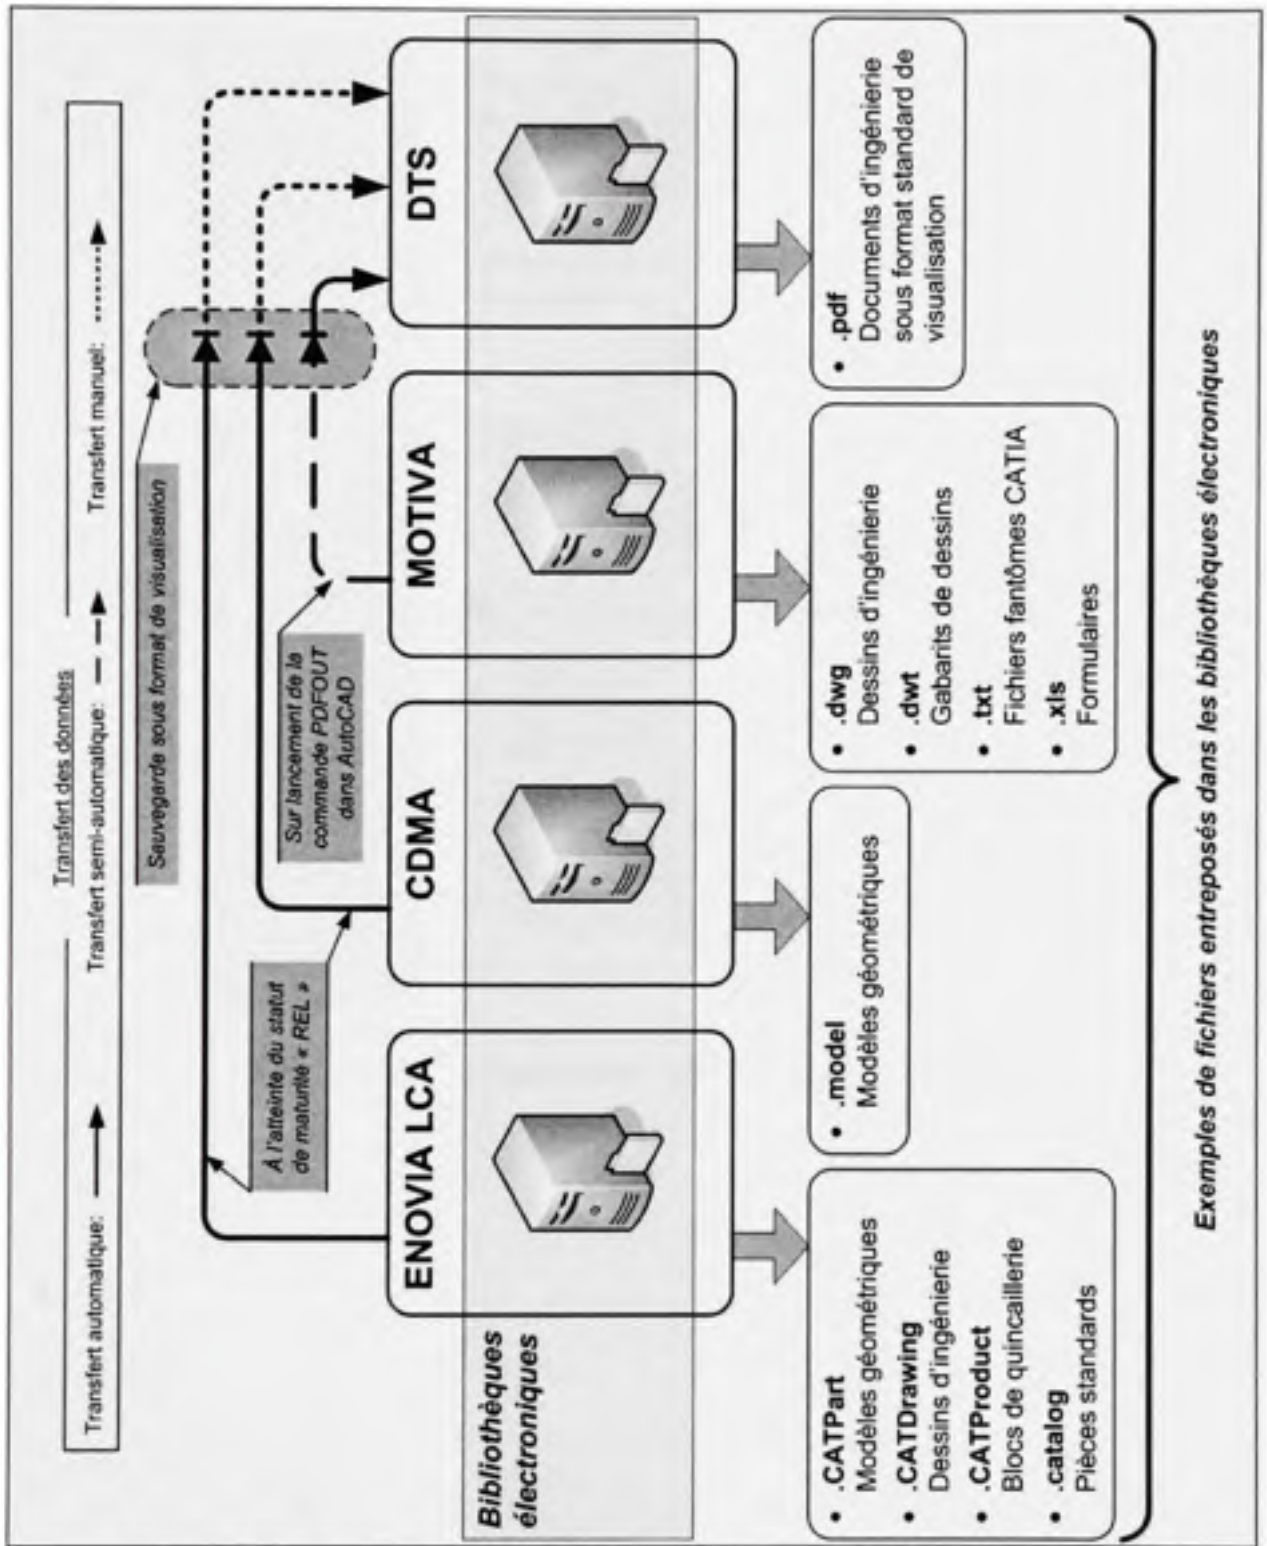 Transfert des données
Transfert automatique:
Transfert semi-automatique:
Transfert manuel:
Sauvegarde sous format de visualisation
À l'atteinte du statut
de maturité « REL »
Sur lancement de la
commande PDFOUT
dans AutoCAD
ENOVIA LCA
CDMA
MOTIVA
DTS
Bibliothèques
électroniques
• .CATPart
Modèles géométriques
• .CATDrawing
Dessins d'ingénierie
• .CATProduct
Blocs de quincaillerie
• .catalog
Pièces standards
• .model
Modèles géométriques
• .dwg
Dessins d'ingénierie
• .dwt
Gabarits de dessins
• .txt
Fichiers fantômes CATIA
• .xls
Formulaires
• .pdf
Documents d'ingénierie
sous format standard de
visualisation
Exemples de fichiers entreposés dans les bibliothèques électroniques